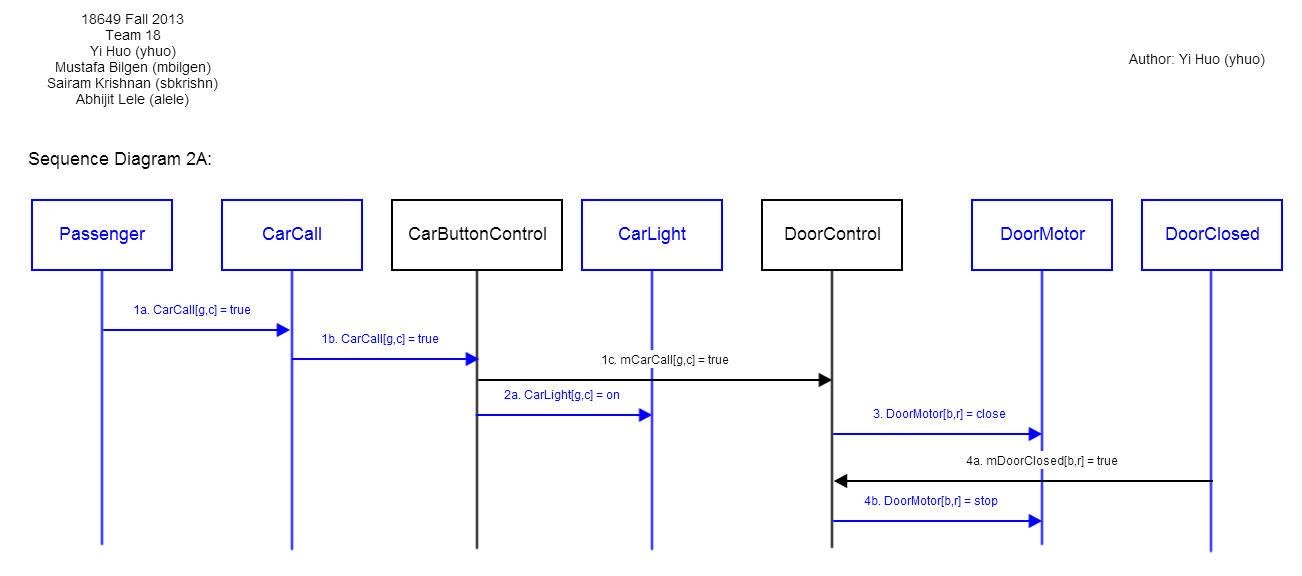 18649 Fall 2013
Team 18
Yi Huo (yhuo)
Mustafa Bilgen (mbilgen)
Sairam Krishnan (sbkrishn)
Abhijit Lele (alele)
Author: Yi Huo (yhuo)
Sequence Diagram 2A:
Passenger
CarCall
CarButtonControl
CarLight
DoorControl
DoorMotor
DoorClosed
1a. CarCall[g,c] = true
1b. CarCall[g,c] = true
1c. mCarCall[g,c] = true
2a. CarLight[g,c] = on
3. DoorMotor[b,r] = close
4a. mDoorClosed[b,r] = true
4b. DoorMotor[b,r] = stop